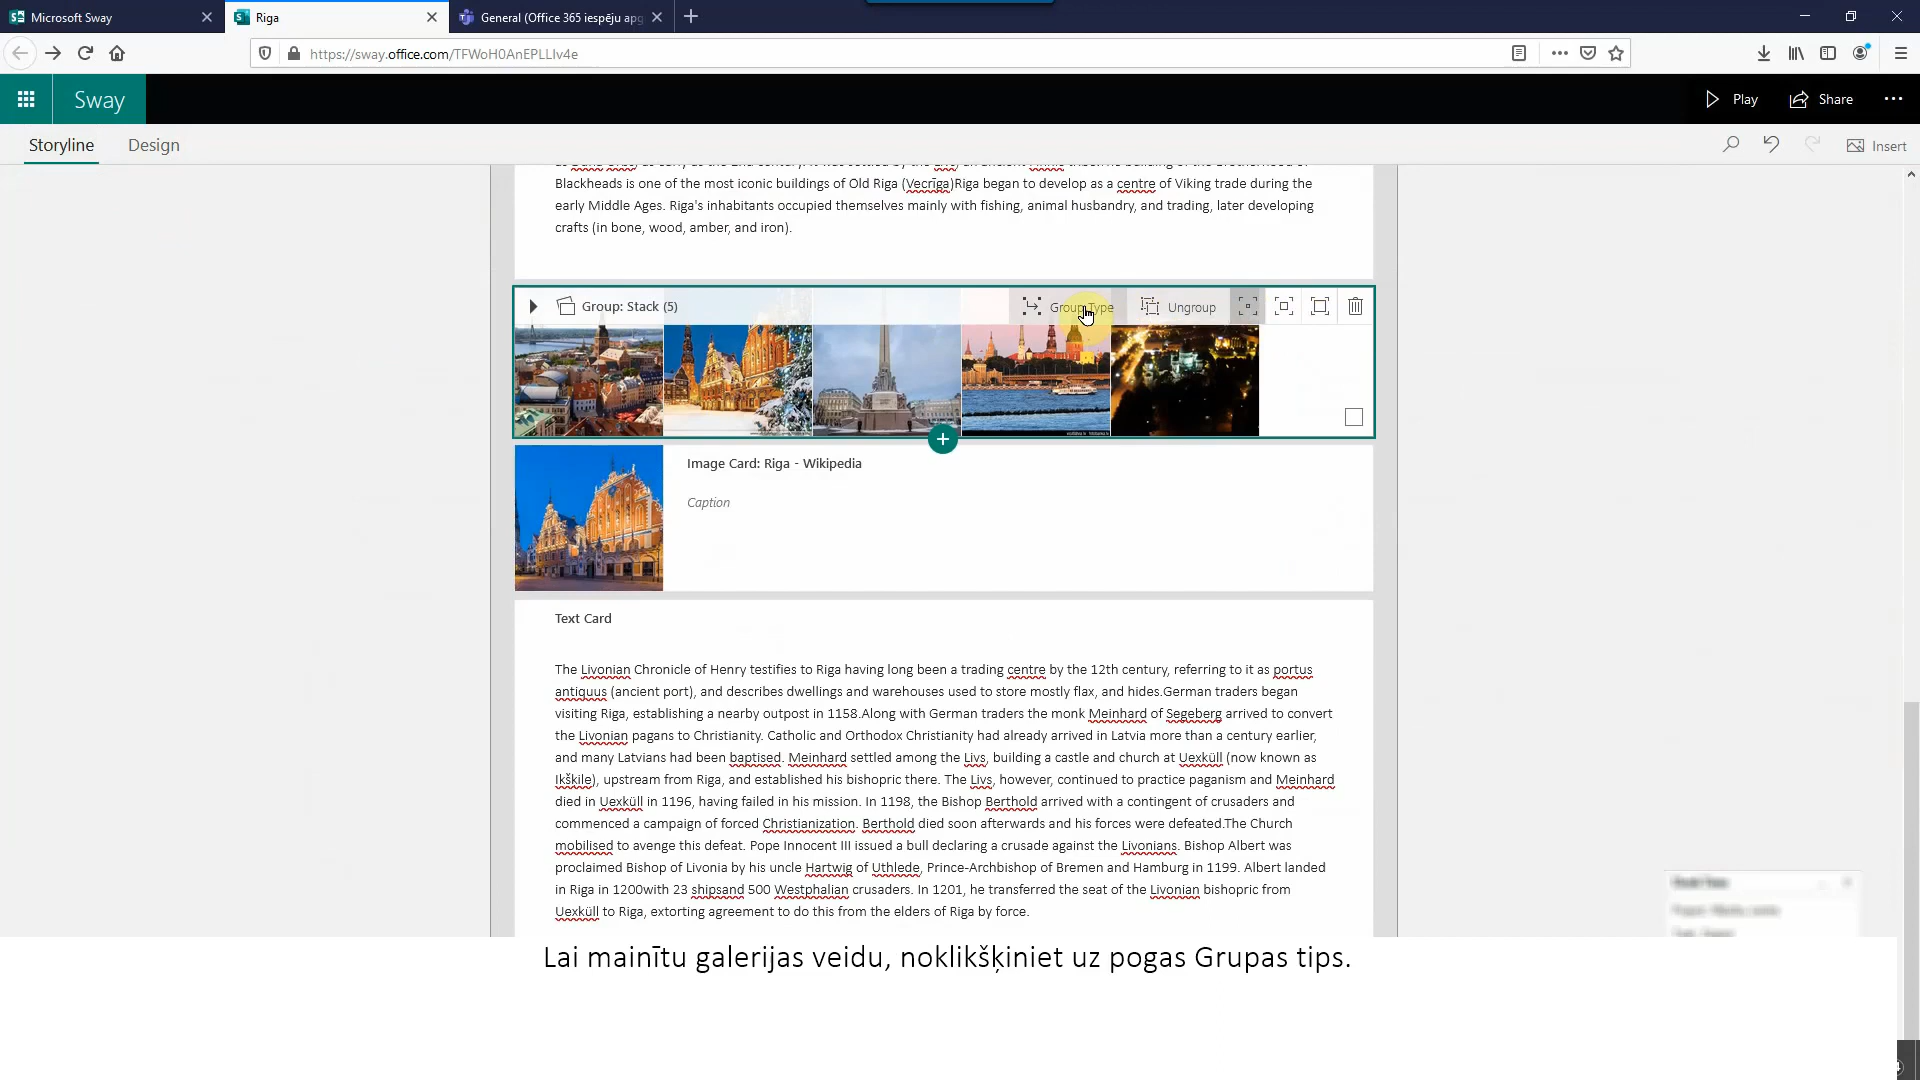 Microsoft Sway
Riga
General (Office 365 iespēju apg
https://sway.office.com/TFWoH0AnEPLLIv4e
Sway
Play
Share
Storyline
Design
Insert
Blackheads is one of the most iconic buildings of Old Riga (Vecrīga)Riga began to develop as a centre of Viking trade during the
early Middle Ages. Riga's inhabitants occupied themselves mainly with fishing, animal husbandry, and trading, later developing
crafts (in bone, wood, amber, and iron).
Group: Stack (5)
Group Type
Ungroup
Image Card: Riga - Wikipedia
Caption
Text Card
The Livonian Chronicle of Henry testifies to Riga having long been a trading centre by the 12th century, referring to it as portus
antiquus (ancient port), and describes dwellings and warehouses used to store mostly flax, and hides.German traders began
visiting Riga, establishing a nearby outpost in 1158.Along with German traders the monk Meinhard of Segeberg arrived to convert
the Livonian pagans to Christianity. Catholic and Orthodox Christianity had already arrived in Latvia more than a century earlier,
and many Latvians had been baptised. Meinhard settled among the Livs, building a castle and church at Uexküll (now known as
Ikšķile), upstream from Riga, and established his bishopric there. The Livs, however, continued to practice paganism and Meinhard
died in Uexküll in 1196, having failed in his mission. In 1198, the Bishop Berthold arrived with a contingent of crusaders and
commenced a campaign of forced Christianization. Berthold died soon afterwards and his forces were defeated.The Church
mobilised to avenge this defeat. Pope Innocent III issued a bull declaring a crusade against the Livonians. Bishop Albert was
proclaimed Bishop of Livonia by his uncle Hartwig of Uthlede, Prince-Archbishop of Bremen and Hamburg in 1199. Albert landed
in Riga in 1200with 23 shipsand 500 Westphalian crusaders. In 1201, he transferred the seat of the Livonian bishopric from
Uexküll to Riga, extorting agreement to do this from the elders of Riga by force.
Lai mainītu galerijas veidu, noklikšķiniet uz pogas Grupas tips.